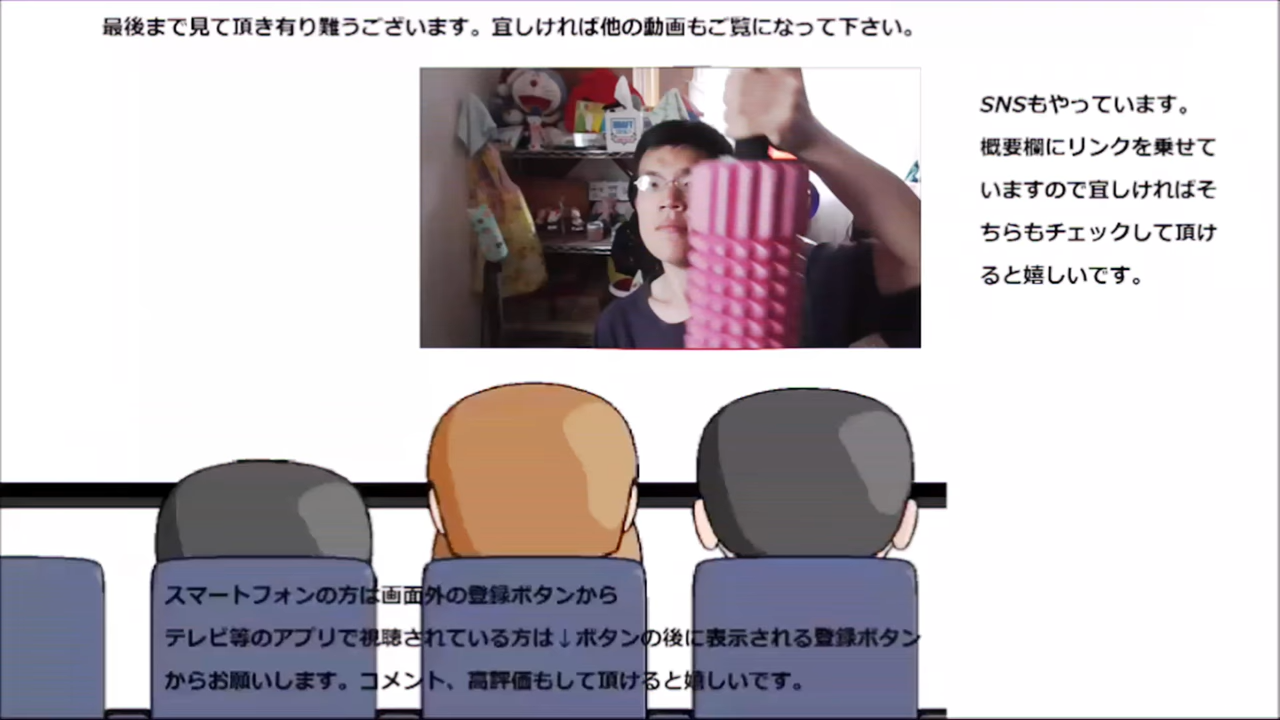 最後まで見て頂き有り難うございます。宜しければ他の動画もご覧になって下さい。
SNSもやっています。
概要欄にリンクを乗せて
いますので宜しければそ
ちらもチェックして頂け
ると嬉しいです。
スマートフォンの方は画面外の登録ボタンから
テレビ等のアプリで視聴されている方は↓ボタンの後に表示される登録ボタン
からお願いします。コメント、高評価もして頂けると嬉しいです。